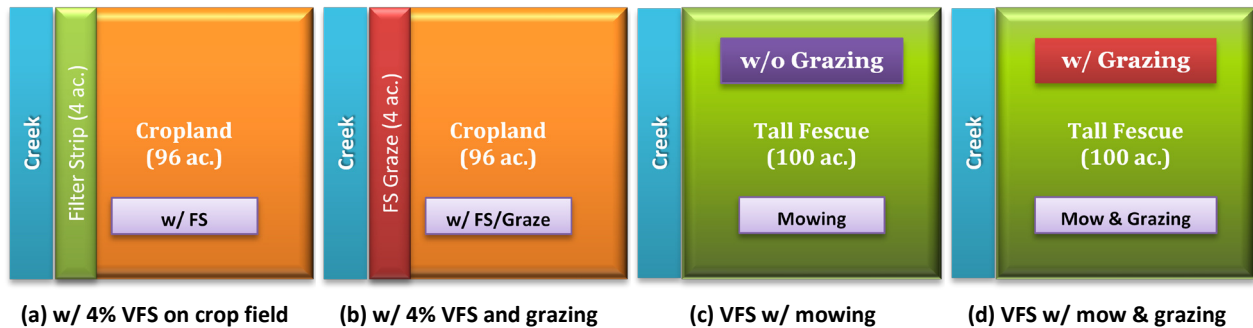 Creek
Filter Strip (4 ac.)
Cropland
(96 ac.)
w/ FS
(a) w/ 4% VFS on crop field
Creek
FS Graze (4 ac.)
Cropland
(96 ac.)
w/ FS/Graze
(b) w/ 4% VFS and grazing
Creek
w/o Grazing
Tall Fescue
(100 ac.)
Mowing
(c) VFS w/ mowing
Creek
w/ Grazing
Tall Fescue
(100 ac.)
Mow & Grazing
(d) VFS w/ mow & grazing